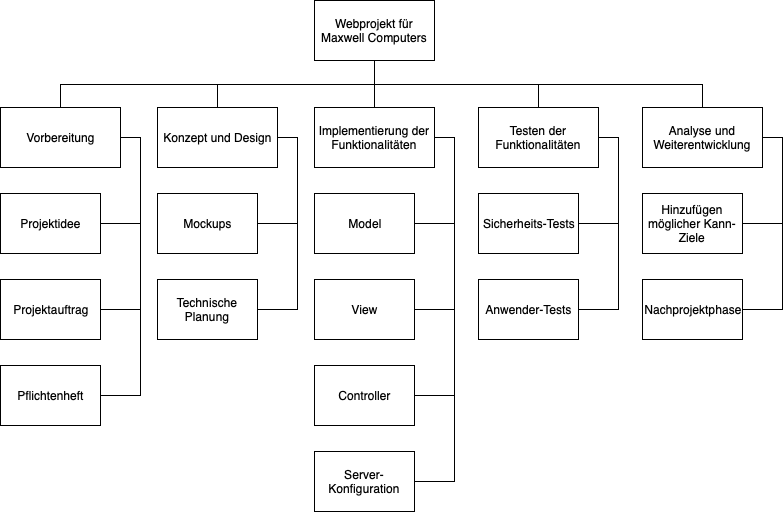 Webprojekt für
Maxwell Computers
Vorbereitung
Projektidee
Projektauftrag
Pflichtenheft
Konzept und Design
Mockups
Technische
Planung
Implementierung der
Funktionalitäten
Model
View
Controller
Server-
Konfiguration
Testen der
Funktionalitäten
Sicherheits-Tests
Anwender-Tests
Analyse und
Weiterentwicklung
Hinzufügen
möglicher Kann-
Ziele
Nachprojektphase